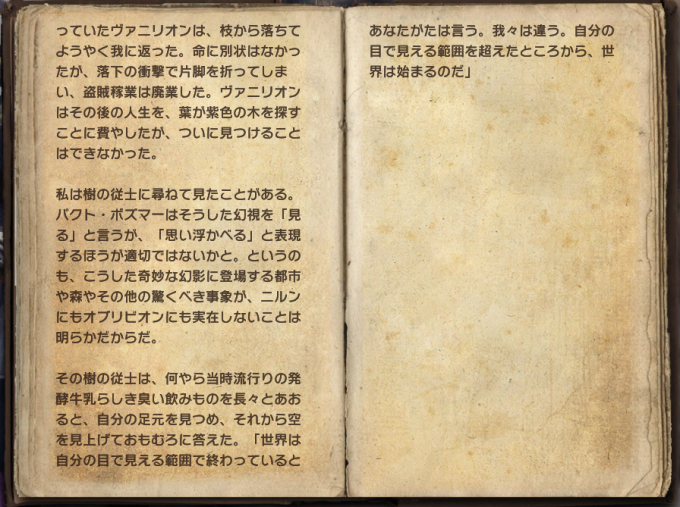 っていたヴァニリオンは、枝から落ちて
ようやく我に返った。命に別状はなかっ
たが、落下の衝撃で片脚を折ってしま
い、盗賊稼業は廃業した。ヴァニリオン
はその後の人生を、葉が紫色の木を探す
ことに費やしたが、ついに見つけること
はできなかった。
私は樹の従士に尋ねて見たことがある。
パクト・ボズマーはそうした幻視を「見
る」と言うが、「思い浮かべる」と表現
するほうが適切ではないかと。というの
も、こうした奇妙な幻影に登場する都市
や森やその他の驚くべき事象が、ニルン
にもオブリビオンにも実在しないことは
明らかだからだ。
その樹の従士は、何やら当時流行りの発
酵牛乳らしき臭い飲みものを長々とあお
ると、自分の足元を見つめ、それから空
を見上げておもむろに答えた。「世界は
自分の目で見える範囲で終わっていると
あなたがたは言う。我々は違う。自分の
目で見える範囲を超えたところから、世
界は始まるのだ」